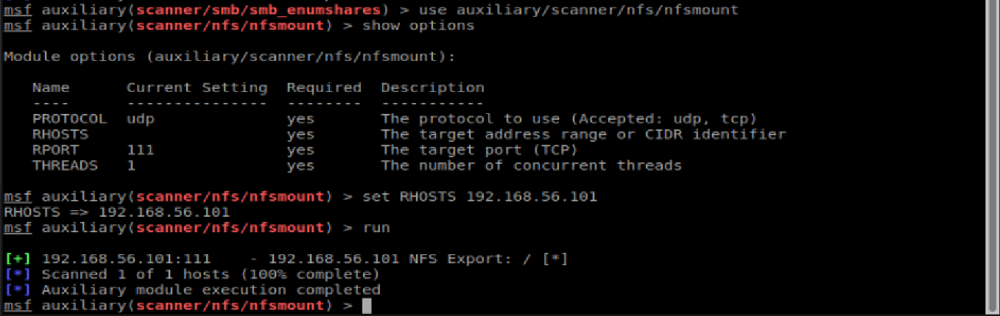 msf auxiliary(scanner/smb/smb_enumshares) > use auxiliary/scanner/nfs/nfsmount
msf auxiliary(scanner/nfs/nfsmount) > show options
Module options (auxiliary/scanner/nfs/nfsmount):
Name Current Setting Required Description
---- --------------- -------- -----------
PROTOCOL udp yes The protocol to use (Accepted: udp, tcp)
RHOSTS yes The target address range or CIDR identifier
RPORT 111 yes The target port (TCP)
THREADS 1 yes The number of concurrent threads
msf auxiliary(scanner/nfs/nfsmount) > set RHOSTS 192.168.56.101
RHOSTS => 192.168.56.101
msf auxiliary(scanner/nfs/nfsmount) > run
[+] 192.168.56.101:111 - 192.168.56.101 NFS Export: / [*]
[*] Scanned 1 of 1 hosts (100% complete)
[*] Auxiliary module execution completed
msf auxiliary(scanner/nfs/nfsmount) >